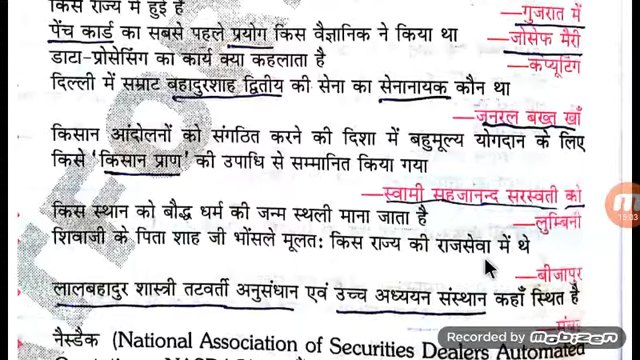 किस राज्य में हुई है
—गुजरात में
पेंच कार्ड का सबसे पहले प्रयोग किस वैज्ञानिक ने किया था
—जोसेफ मैरी
डाटा-प्रोसेसिंग का कार्य क्या कहलाता है
—कंप्यूटिंग
दिल्ली में सम्राट बहादुरशाह द्वितीय की सेना का सेनानायक कौन था
—जनरल बख्त खाँ
किसान आंदोलनों को संगठित करने की दिशा में बहुमूल्य योगदान के लिए
किसे ‘किसान प्राण’ की उपाधि से सम्मानित किया गया
—स्वामी सहजानन्द सरस्वती को
किस स्थान को बौद्ध धर्म की जन्म स्थली माना जाता है
—लुम्बिनी
शिवाजी के पिता शाह जी भोंसले मूलत: किस राज्य की राजसेवा में थे
—बीजापुर
लालबहादुर शास्त्री तटवर्ती अनुसंधान एवं उच्च अध्ययन संस्थान कहाँ स्थित है
नैस्डैक (National Association of Securities Dealers Automated
M
15:03
Recorded by MOBIZEN